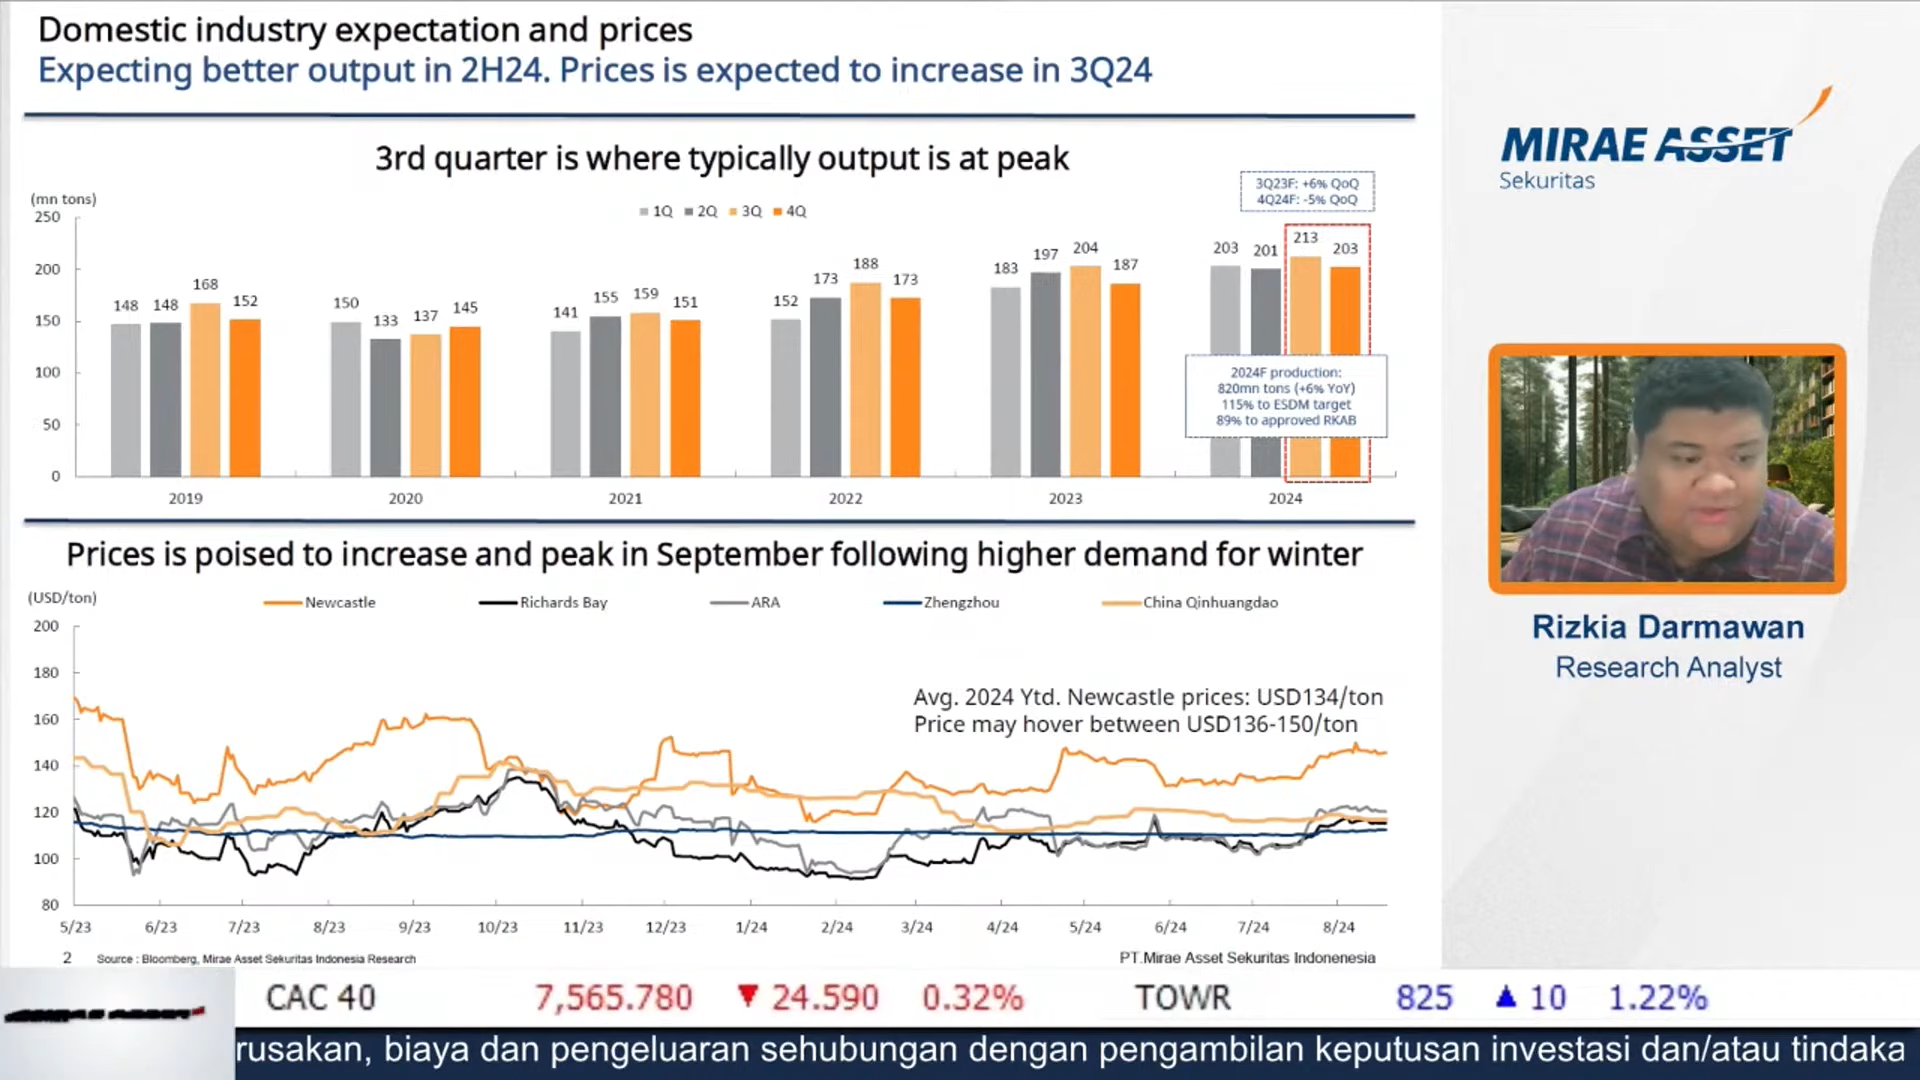 Domestic industry expectation and prices
Expecting better output in 2H24. Prices is expected to increase in 3Q24
3rd quarter is where typically output is at peak
(mn tons)
1Q 2Q 3Q 4Q
3Q23F: +6% QoQ
4Q24F: -5% QoQ
250
200
150
100
50
0
148 148 168 152
150 133 137 145
141 155 159 151
152 173 188 173
183 197 204 187
203 201 213 203
2024F production:
820mn tons (+6% YoY)
115% to ESDM target
89% to approved RKAB
2019 2020 2021 2022 2023 2024
Prices is poised to increase and peak in September following higher demand for winter
(USD/ton)
Newcastle Richards Bay ARA Zhengzhou China Qinhuangdao
200
180
160
140
120
100
80
Avg. 2024 Ytd. Newcastle prices: USD134/ton
Price may hover between USD136-150/ton
5/23 6/23 7/23 8/23 9/23 10/23 11/23 12/23 1/24 2/24 3/24 4/24 5/24 6/24 7/24 8/24
2 Source : Bloomberg, Mirae Asset Sekuritas Indonesia Research
PT.Mirae Asset Sekuritas Indonenesia
MIRAE ASSET
Sekuritas
Rizkia Darmawan
Research Analyst
CAC 40 7,565.780 ▼ 24.590 0.32% TOWR 825 ▲ 10 1.22%
rusakan, biaya dan pengeluaran sehubungan dengan pengambilan keputusan investasi dan/atau tindaka